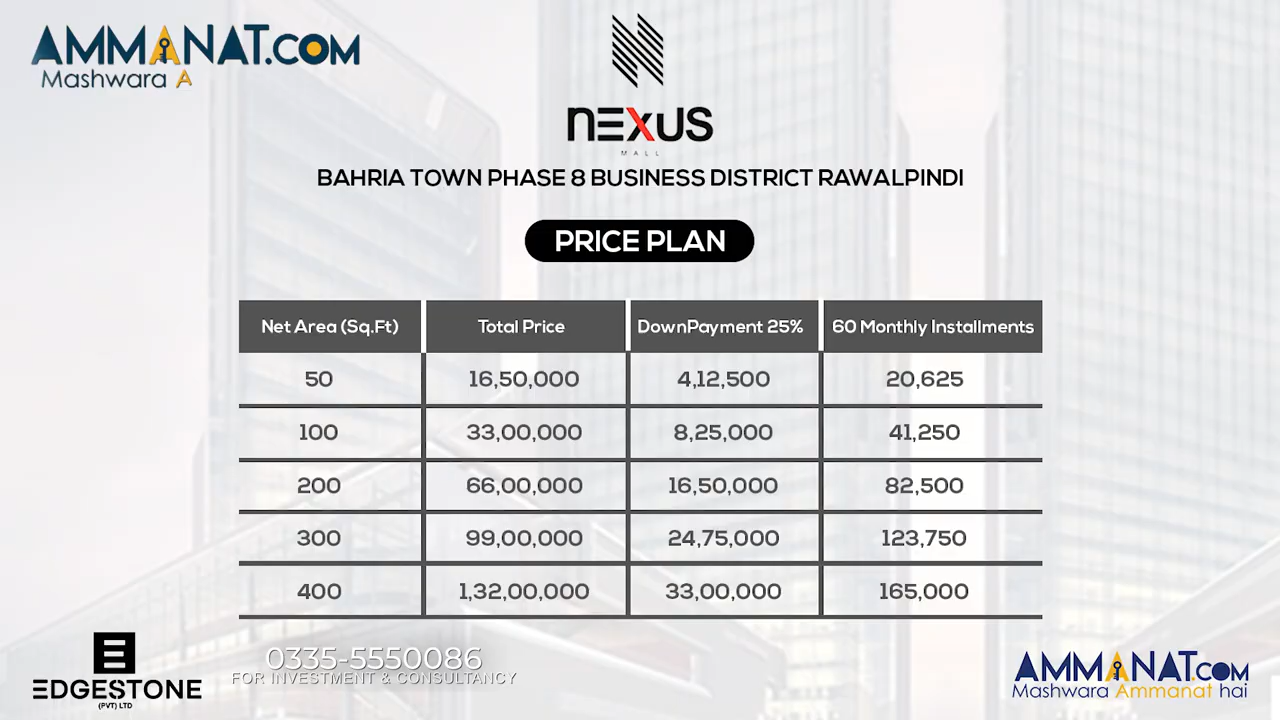 AMMANAT.COM
Mashwara A
NEXUS
MALL
BAHRIA TOWN PHASE 8 BUSINESS DISTRICT RAWALPINDI
PRICE PLAN
Net Area (Sq.Ft) Total Price DownPayment 25% 60 Monthly Installments
50 16,50,000 4,12,500 20,625
100 33,00,000 8,25,000 41,250
200 66,00,000 16,50,000 82,500
300 99,00,000 24,75,000 123,750
400 1,32,00,000 33,00,000 165,000
EDGESTONE
(PVT) LTD
0335-5550086
FOR INVESTMENT & CONSULTANCY
AMMANAT.COM
Mashwara Ammanat hai